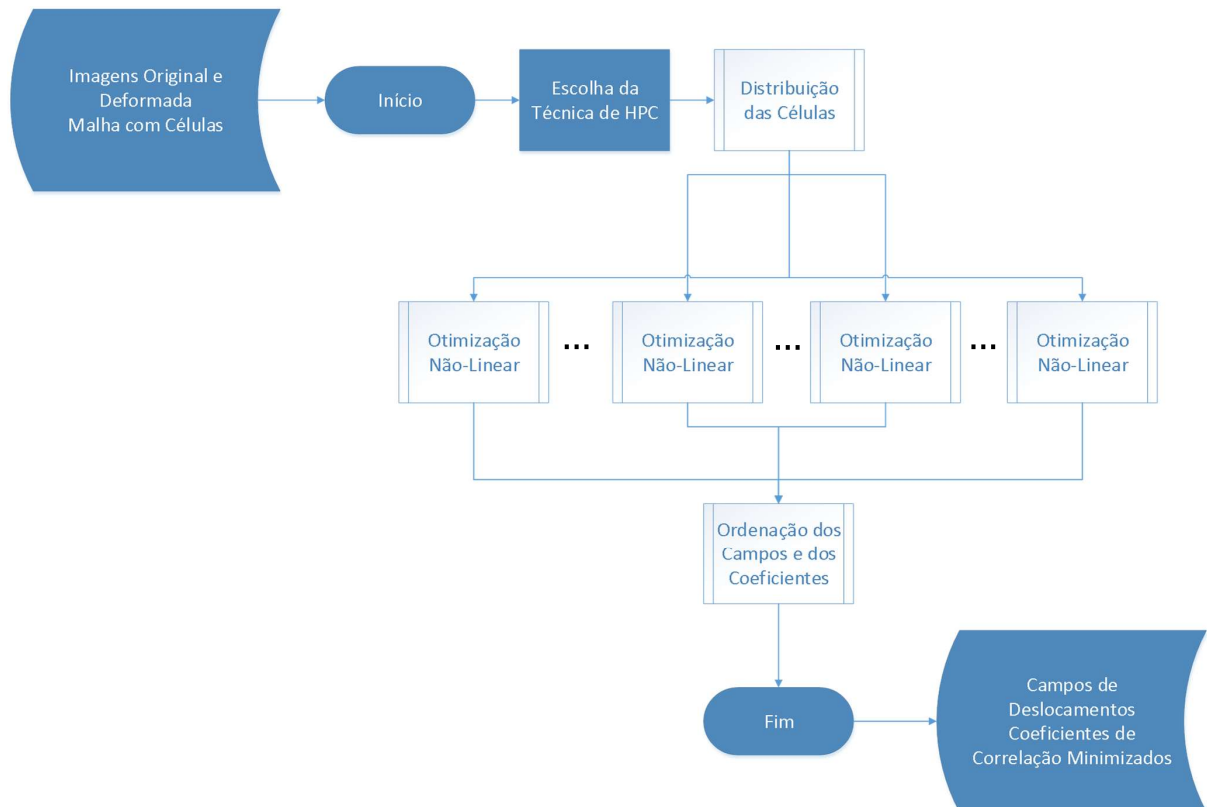 Imagens Original e
Deformada
Malha com Células
Início
Escolha da
Técnica de HPC
Distribuição
das Células
Otimização
Não-Linear
...
Otimização
Não-Linear
...
Otimização
Não-Linear
...
Otimização
Não-Linear
Ordenação dos
Campos e dos
Coeficientes
Fim
Campos de
Deslocamentos
Coeficientes de
Correlação Minimizados